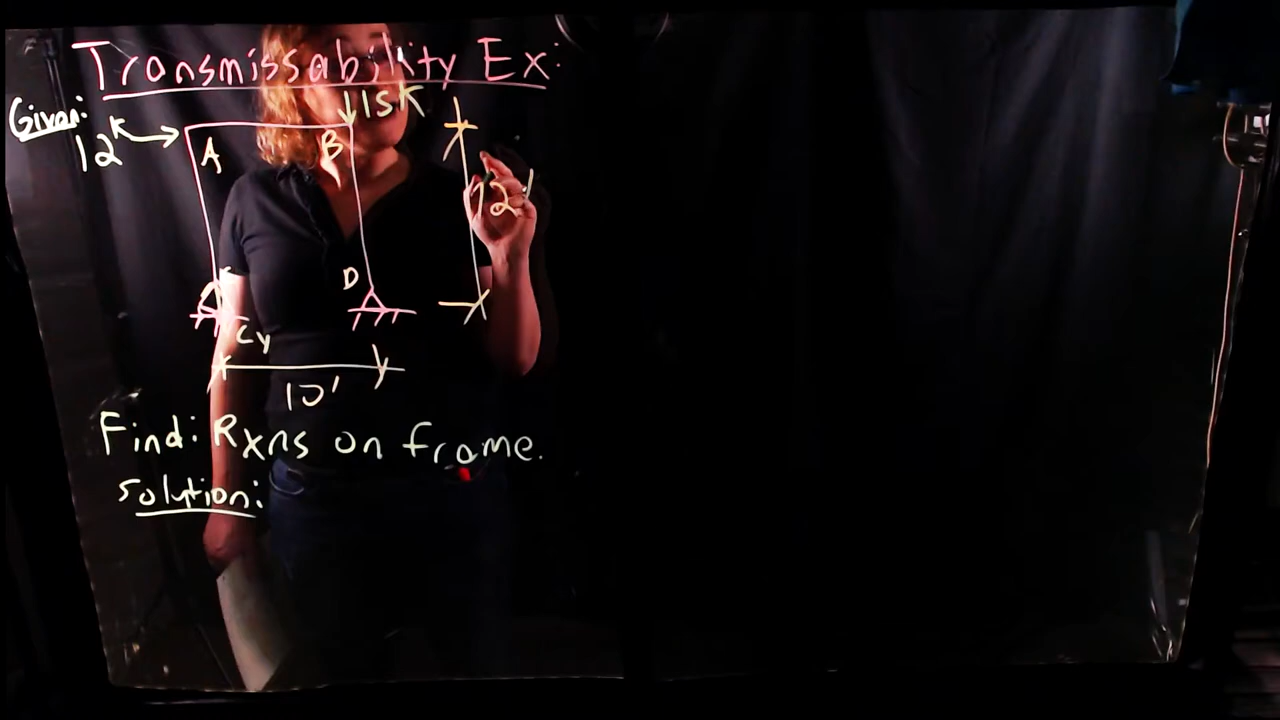 Transmissability Ex:
Given:
15K
12K
A
B
12'
D
Cy
10'
Find: Rxns on frame.
Solution: